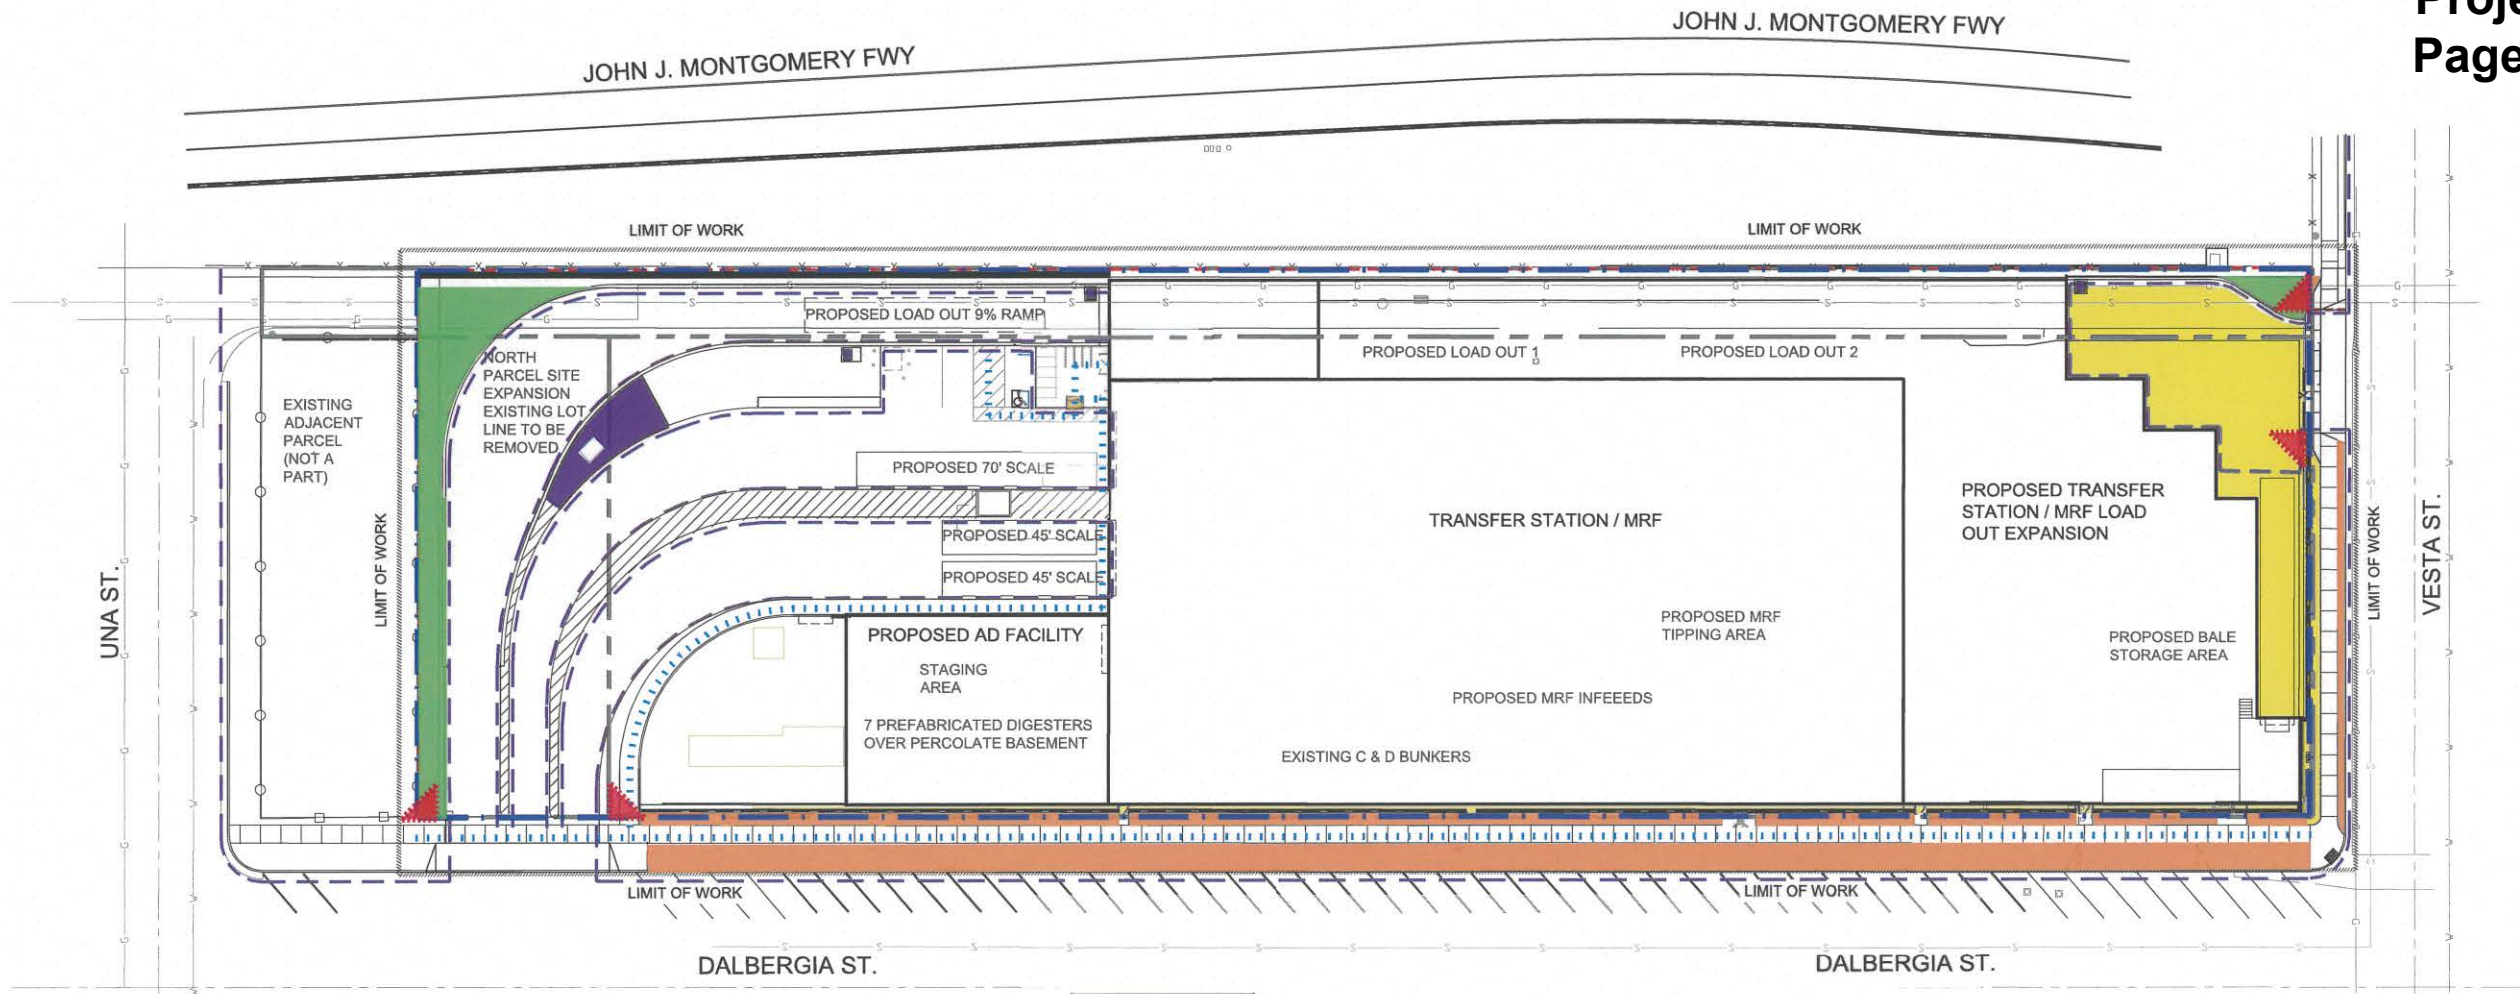 Proje
Page
JOHN J. MONTGOMERY FWY
JOHN J. MONTGOMERY FWY
LIMIT OF WORK
LIMIT OF WORK
PROPOSED LOAD OUT 9% RAMP
NORTH
PARCEL SITE
EXPANSION
EXISTING LOT
LINE TO BE
REMOVED
PROPOSED LOAD OUT 1
PROPOSED LOAD OUT 2
EXISTING
ADJACENT
PARCEL
(NOT A
PART)
PROPOSED 70' SCALE
PROPOSED 45' SCALE
PROPOSED 45' SCALE
TRANSFER STATION / MRF
PROPOSED TRANSFER
STATION / MRF LOAD
OUT EXPANSION
LIMIT OF WORK
UNA ST.
LIMIT OF WORK
VESTA ST.
PROPOSED AD FACILITY
STAGING
AREA
7 PREFABRICATED DIGESTERS
OVER PERCOLATE BASEMENT
PROPOSED MRF
TIPPING AREA
PROPOSED BALE
STORAGE AREA
PROPOSED MRF INFEEEDS
EXISTING C & D BUNKERS
LIMIT OF WORK
LIMIT OF WORK
DALBERGIA ST.
DALBERGIA ST.